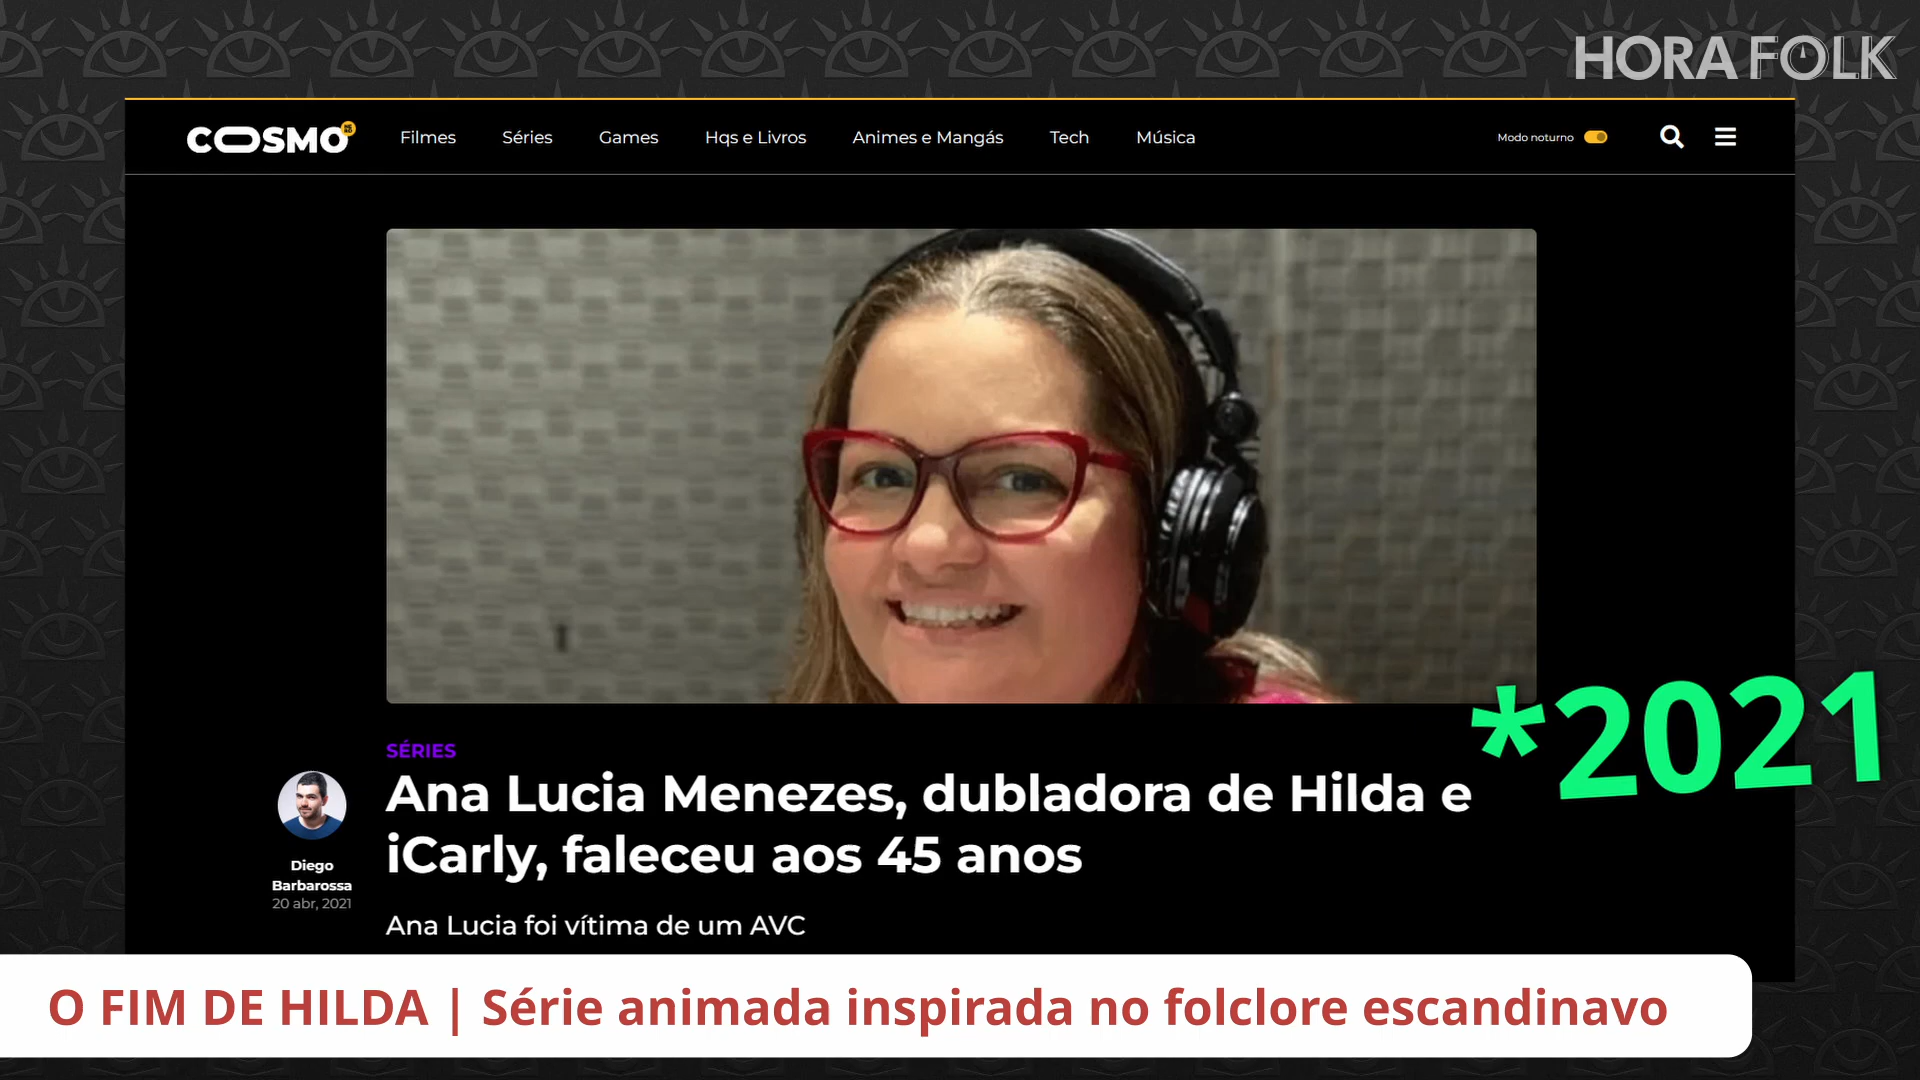 HORA FOLK
COSMO
Filmes
Séries
Games
Hqs e Livros
Animes e Mangás
Tech
Música
Modo noturno
*2021
SÉRIES
Ana Lucia Menezes, dubladora de Hilda e
iCarly, faleceu aos 45 anos
Diego
Barbarossa
20 abr, 2021
Ana Lucia foi vítima de um AVC
O FIM DE HILDA | Série animada inspirada no folclore escandinavo